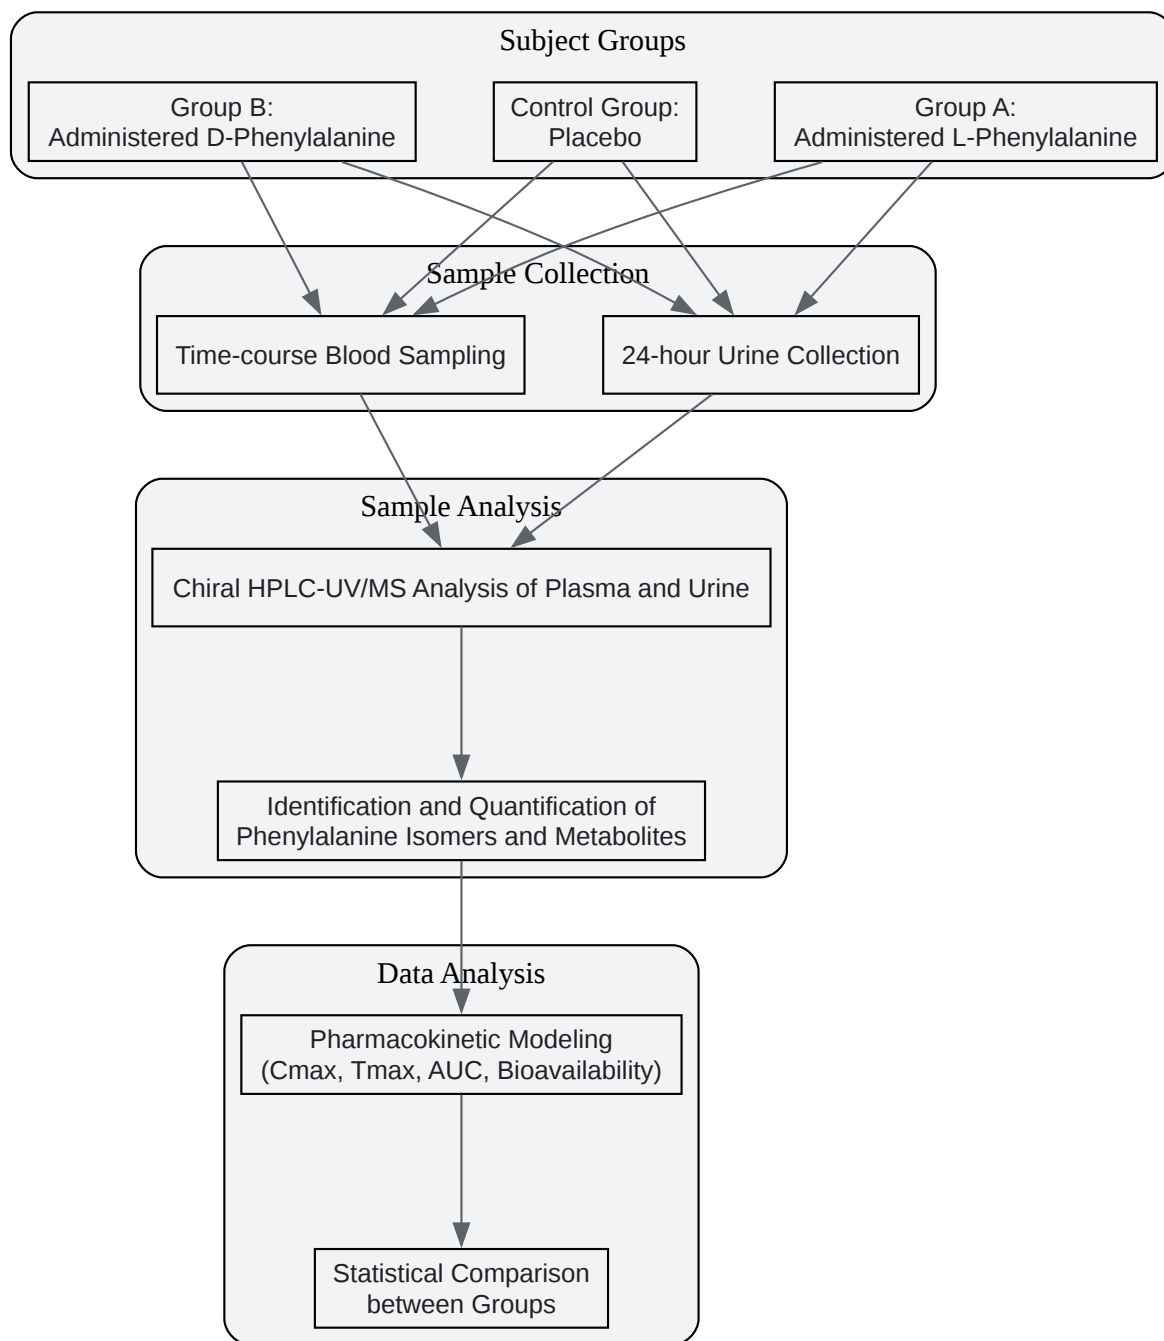 Subject Groups
Group B:
Administered D-Phenylalanine
Control Group:
Placebo
Group A:
Administered L-Phenylalanine
Sample Collection
Time-course Blood Sampling
24-hour Urine Collection
Sample Analysis
Chiral HPLC-UV/MS Analysis of Plasma and Urine
Identification and Quantification of
Phenylalanine Isomers and Metabolites
Data Analysis
Pharmacokinetic Modeling
(Cmax, Tmax, AUC, Bioavailability)
Statistical Comparison
between Groups